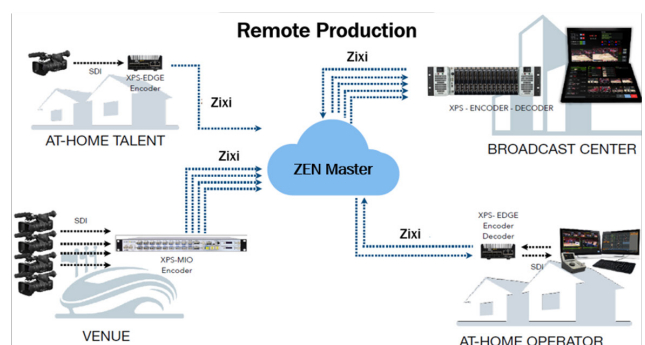 Remote Production
SDI
XPS-EDGE
Encoder
Zixi
AT-HOME TALENT
Zixi
XPS - ENCODER - DECODER
BROADCAST CENTER
ZEN Master
Zixi
SDI
XPS-MIO
Encoder
VENUE
Zixi
XPS- EDGE
Encoder
Decoder
SDI
AT-HOME OPERATOR